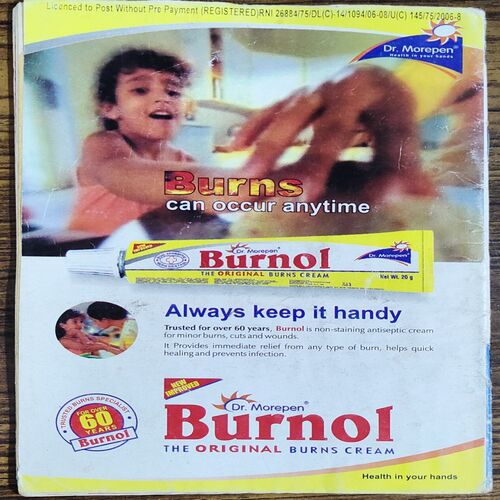 Licenced to Post Without Pre Payment (REGISTERED)RNI 26884/75/DL(C)-14/1094/06-08/U(C) 145/75/2006-8
Dr. Morepen®
Health in your hands
Burns
can occur anytime
Dr. Morepen®
Burnol
THE ORIGINAL BURNS CREAM
Dr. Morepen
Net Wt. 20 g
Always keep it handy
Trusted for over 60 years, Burnol is non-staining antiseptic cream
for minor burns, cuts and wounds.
It Provides immediate relief from any type of burn, helps quick
healing and prevents infection.
NEW
IMPROVED
TRUSTED BURNS SPECIALIST
FOR OVER
60
YEARS
Burnol
Dr. Morepen®
Burnol
THE ORIGINAL BURNS CREAM
Health in your hands